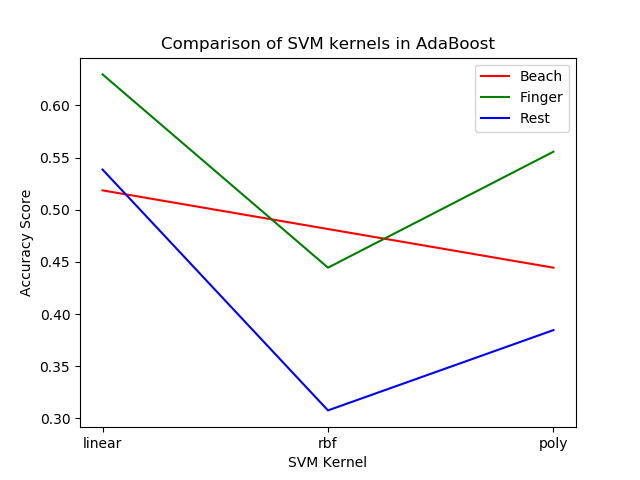 Comparison of SVM kernels in AdaBoost
Beach
Finger
Rest
Accuracy Score
0.60
0.55
0.50
0.45
0.40
0.35
0.30
linear
rbf
poly
SVM Kernel